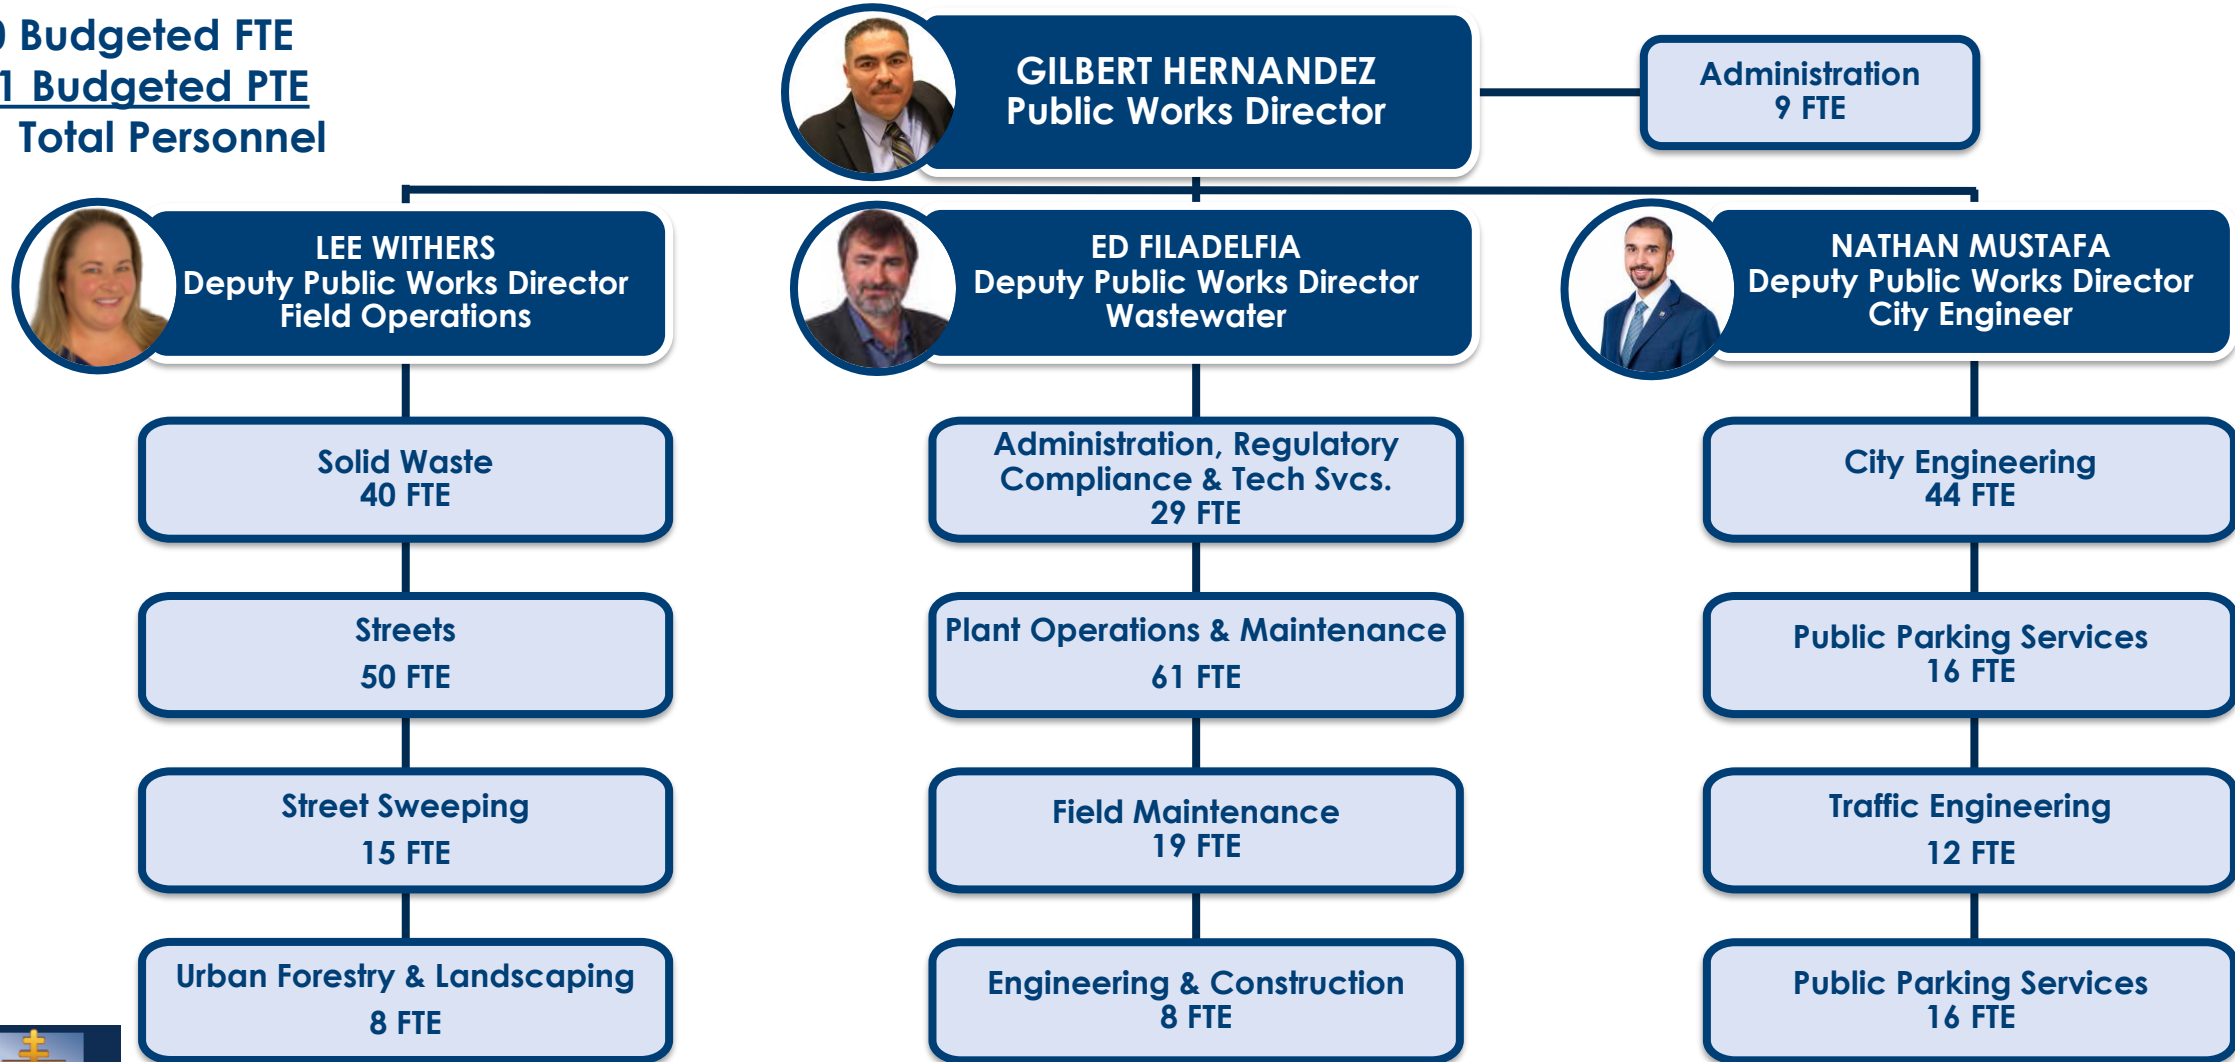 Budgeted FTE
1 Budgeted PTE
Total Personnel
GILBERT HERNANDEZ
Public Works Director
Administration
9 FTE
LEE WITHERS
Deputy Public Works Director
Field Operations
ED FILADELFIA
Deputy Public Works Director
Wastewater
NATHAN MUSTAFA
Deputy Public Works Director
City Engineer
Solid Waste
40 FTE
Streets
50 FTE
Street Sweeping
15 FTE
Urban Forestry & Landscaping
8 FTE
Administration, Regulatory
Compliance & Tech Svcs.
29 FTE
Plant Operations & Maintenance
61 FTE
Field Maintenance
19 FTE
Engineering & Construction
8 FTE
City Engineering
44 FTE
Public Parking Services
16 FTE
Traffic Engineering
12 FTE
Public Parking Services
16 FTE